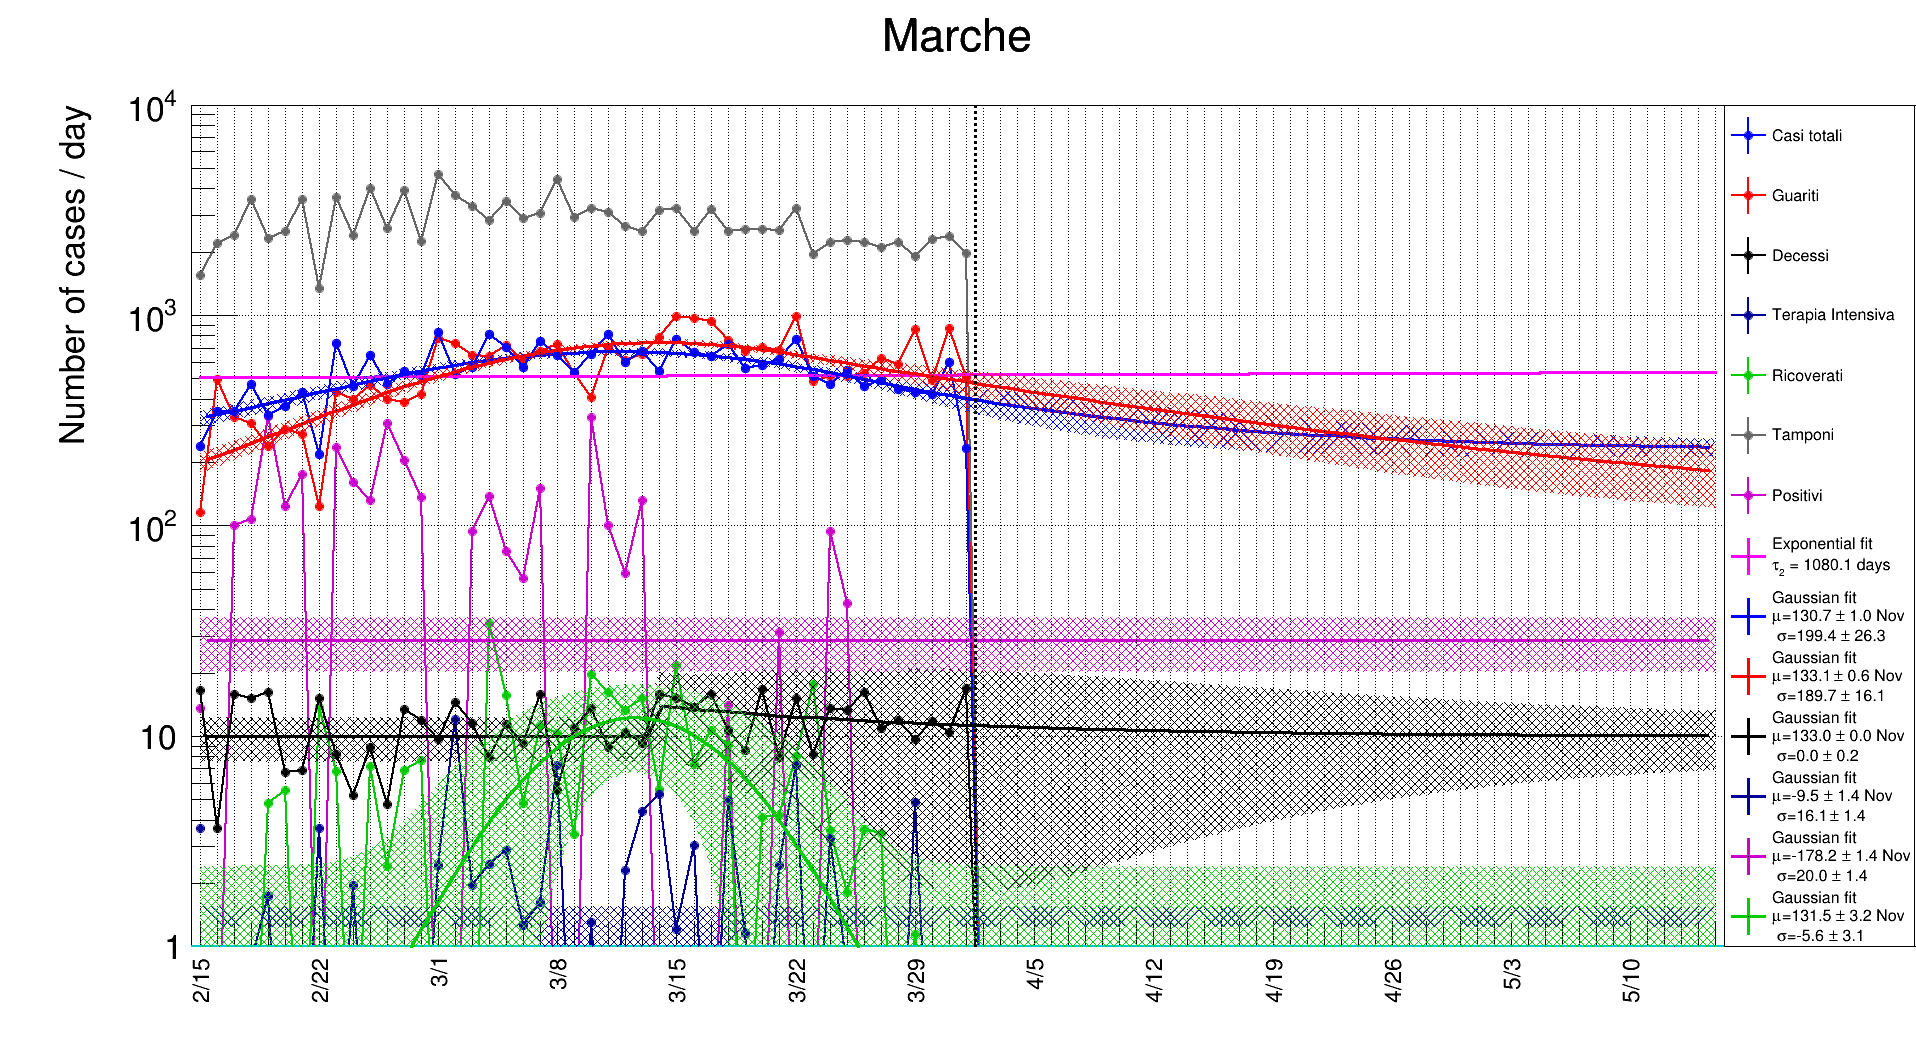 Marche
Number of cases / day
10^4
10^3
10^2
10
1
2/15
2/22
3/1
3/8
3/15
3/22
3/29
4/5
4/12
4/19
4/26
5/3
5/10
Casi totali
Guariti
Decessi
Terapia Intensiva
Ricoverati
Tamponi
Positivi
Exponential fit
τ₂ = 1080.1 days
Gaussian fit
μ=130.7 ± 1.0 Nov
σ=199.4 ± 26.3
Gaussian fit
μ=133.1 ± 0.6 Nov
σ=189.7 ± 16.1
Gaussian fit
μ=133.0 ± 0.0 Nov
σ=0.0 ± 0.2
Gaussian fit
μ=-9.5 ± 1.4 Nov
σ=16.1 ± 1.4
Gaussian fit
μ=-178.2 ± 1.4 Nov
σ=20.0 ± 1.4
Gaussian fit
μ=131.5 ± 3.2 Nov
σ=-5.6 ± 3.1